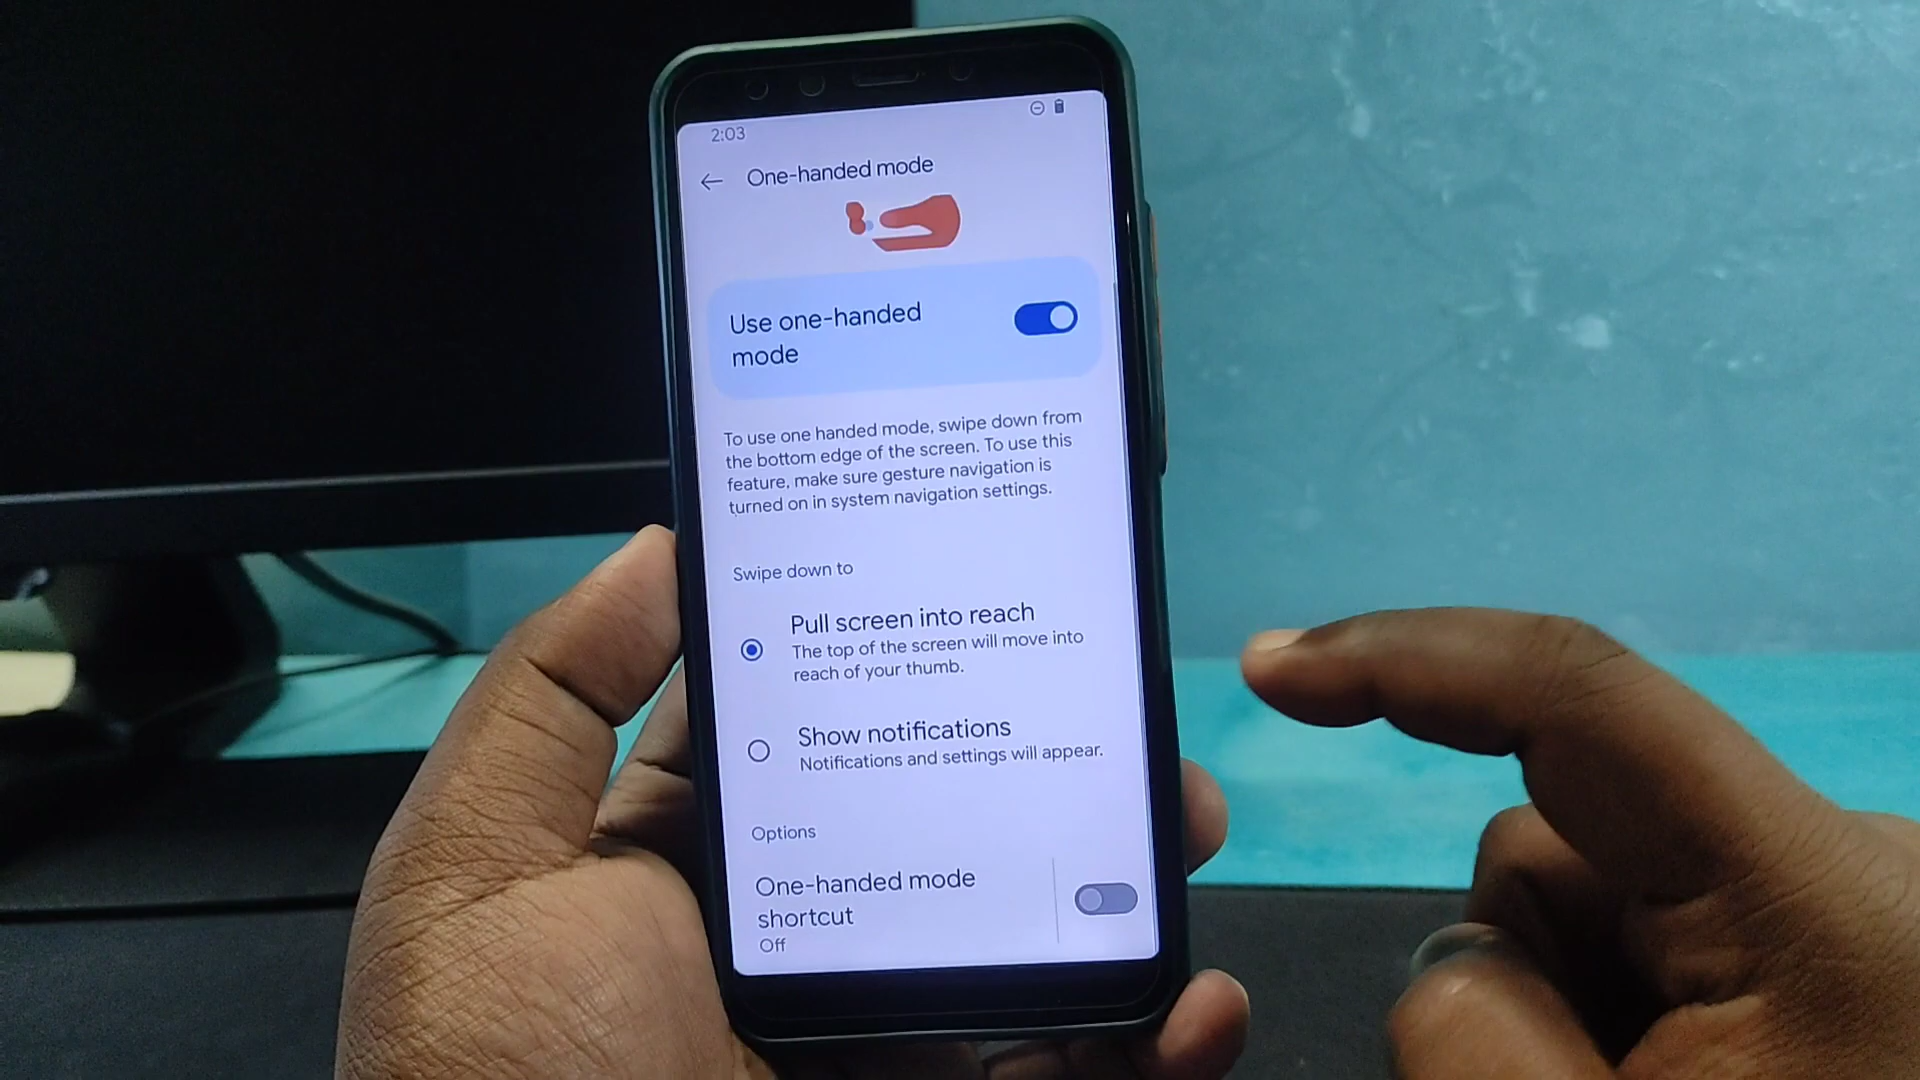 2:03
One-handed mode
Use one-handed
mode
To use one handed mode, swipe down from
the bottom edge of the screen. To use this
feature, make sure gesture navigation is
turned on in system navigation settings.
Swipe down to
Pull screen into reach
The top of the screen will move into
reach of your thumb.
Show notifications
Notifications and settings will appear.
Options
One-handed mode
shortcut
Off